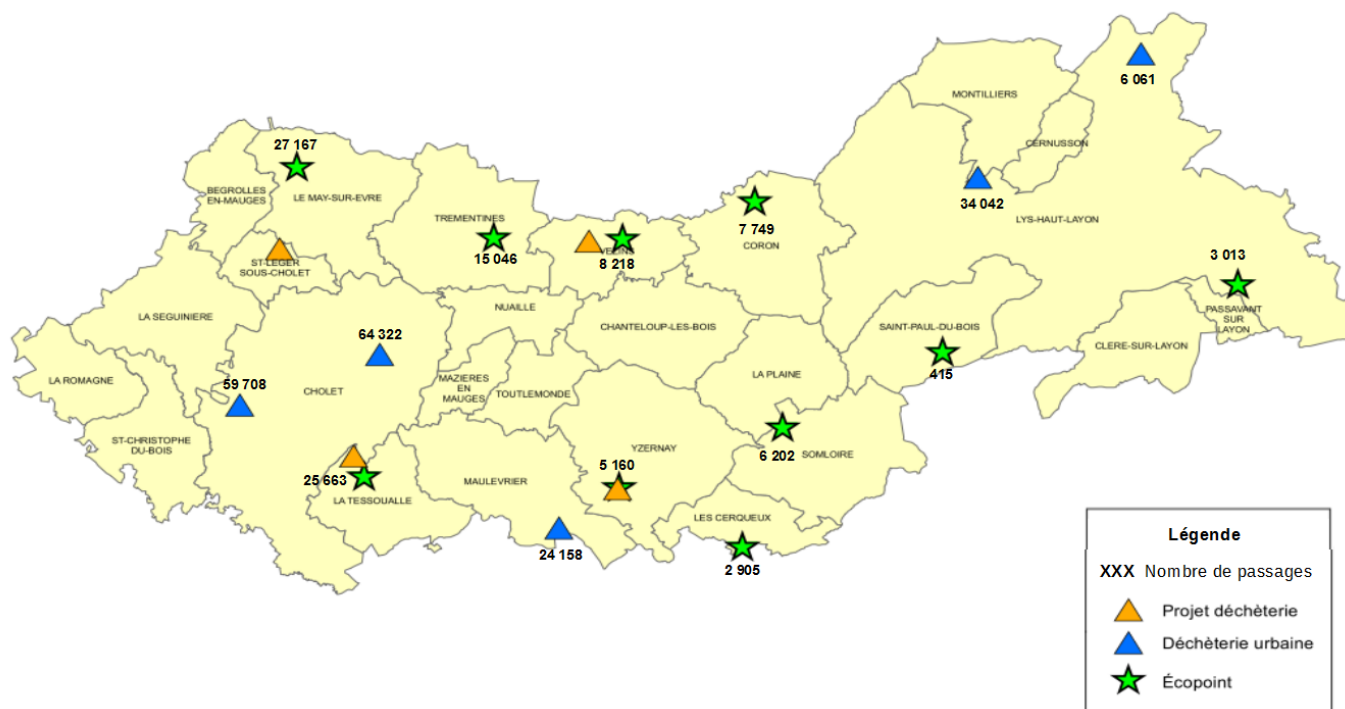 6 061
MONTILLIERS
27 167
CERNUSSON
BEGROLLES
EN-MAUGES
LE MAY-SUR-EVRE
34 042
TREMENTINES
LYS-HAUT-LAYON
7 749
CORON
15 046
VEZINS
8 218
ST-LEGER
SOUS-CHOLET
3 013
NUAILLE
PASSAVANT
SUR
LAYON
LA SEGUINIERE
CHANTELOUP-LES-BOIS
SAINT-PAUL-DU-BOIS
64 322
CLERE-SUR-LAYON
415
LA ROMAGNE
59 708
CHOLET
MAZIERES
EN
MAUGES
TOUTLEMONDE
LA PLAINE
ST-CHRISTOPHE
DU-BOIS
YZERNAY
6 202
SOMLOIRE
5 160
25 663
LA TESSOUALLE
MAULEVRIER
LES CERQUEUX
24 158
2 905
Légende
XXX Nombre de passages
Projet déchèterie
Déchèterie urbaine
Écopoint